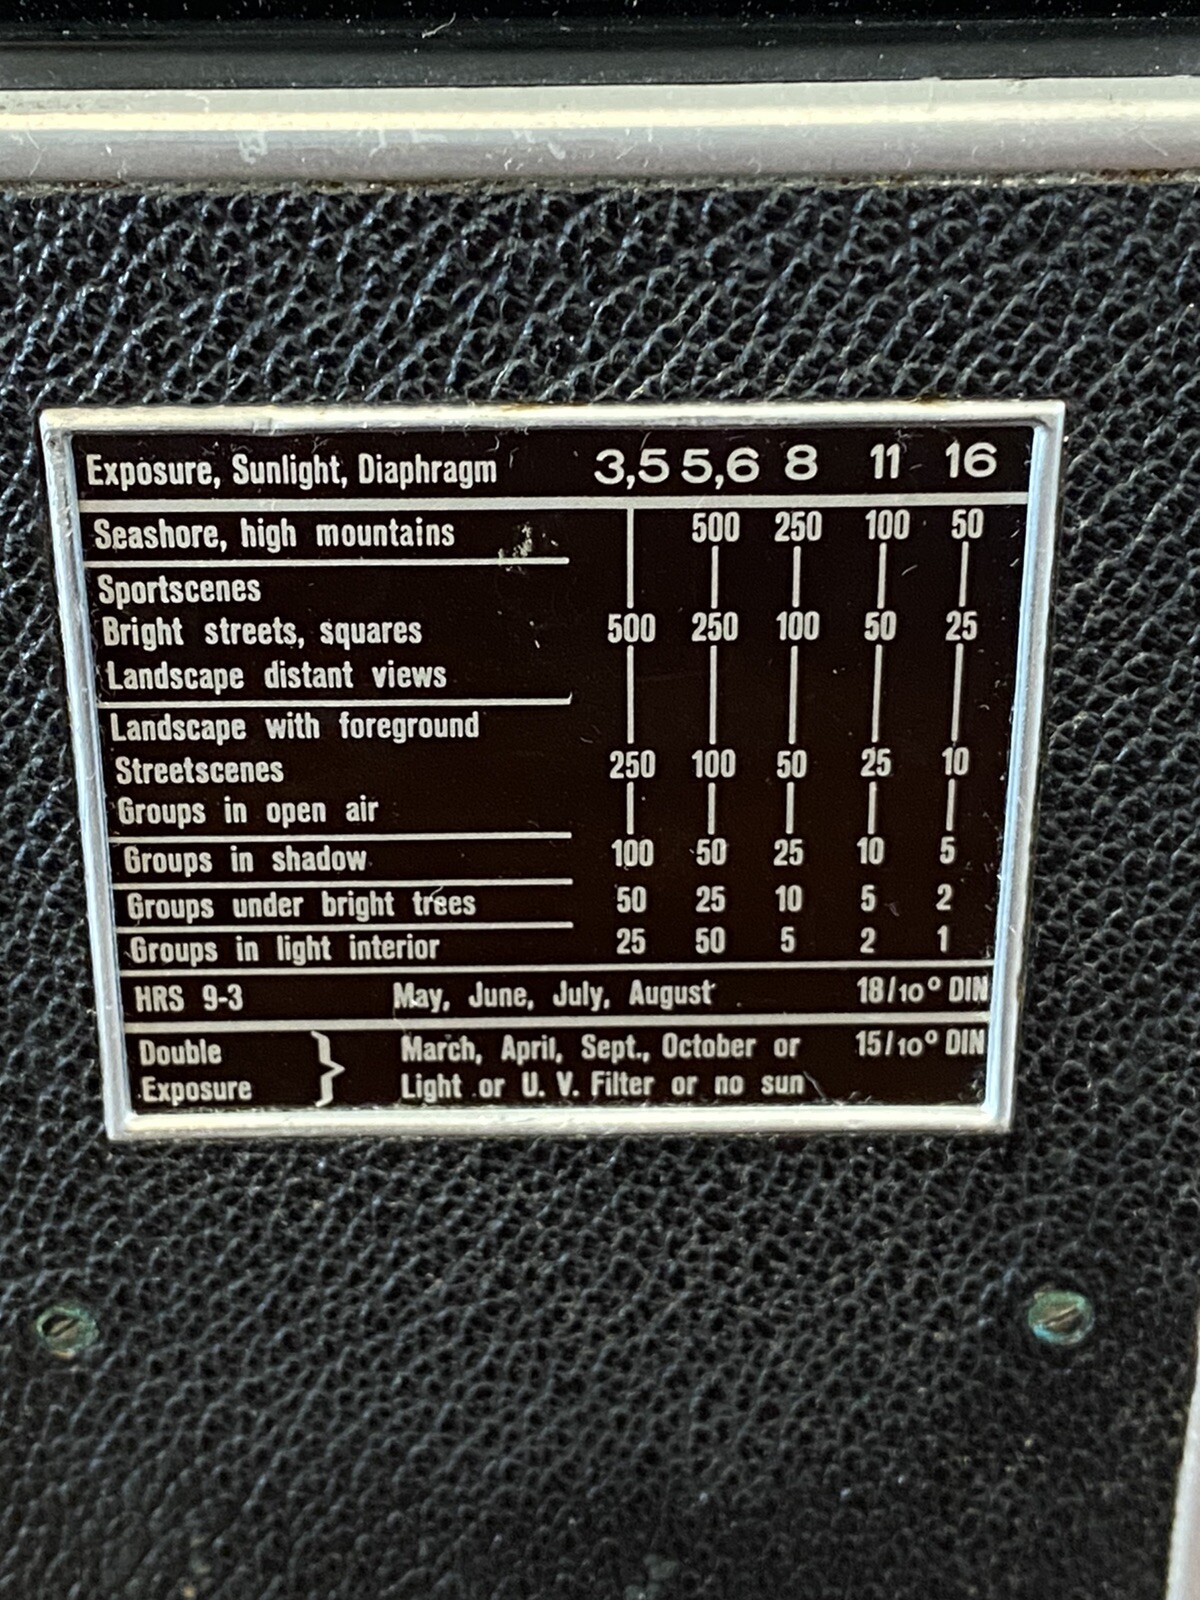 Exposure, Sunlight, Diaphragm 3,5 5,6 8 11 16
Seashore, high mountains 500 250 100 50
Sportscenes
Bright streets, squares 500 250 100 50 25
Landscape distant views
Landscape with foreground
Streetscenes 250 100 50 25 10
Groups in open air
Groups in shadow 100 50 25 10 5
Groups under bright trees 50 25 10 5 2
Groups in light interior 25 50 5 2 1
HRS 9-3 May, June, July, August 18/10° DIN
Double March, April, Sept., October or 15/10° DIN
Exposure } Light or U. V. Filter or no sun